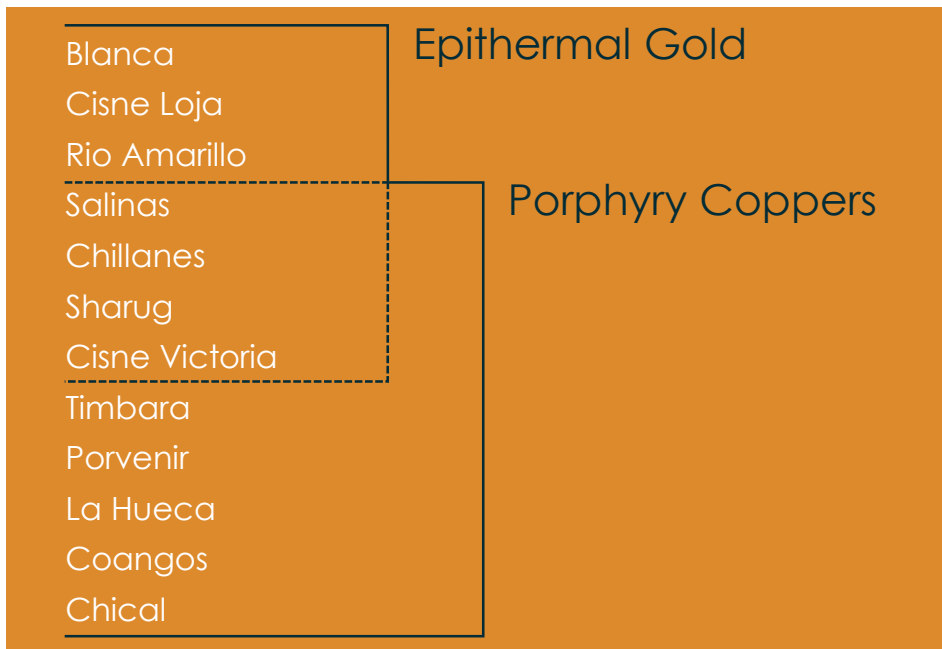 Blanca
Cisne Loja
Rio Amarillo
Salinas
Chillanes
Sharug
Cisne Victoria
Timbara
Porvenir
La Hueca
Coangos
Chical
Epithermal Gold
Porphyry Coppers